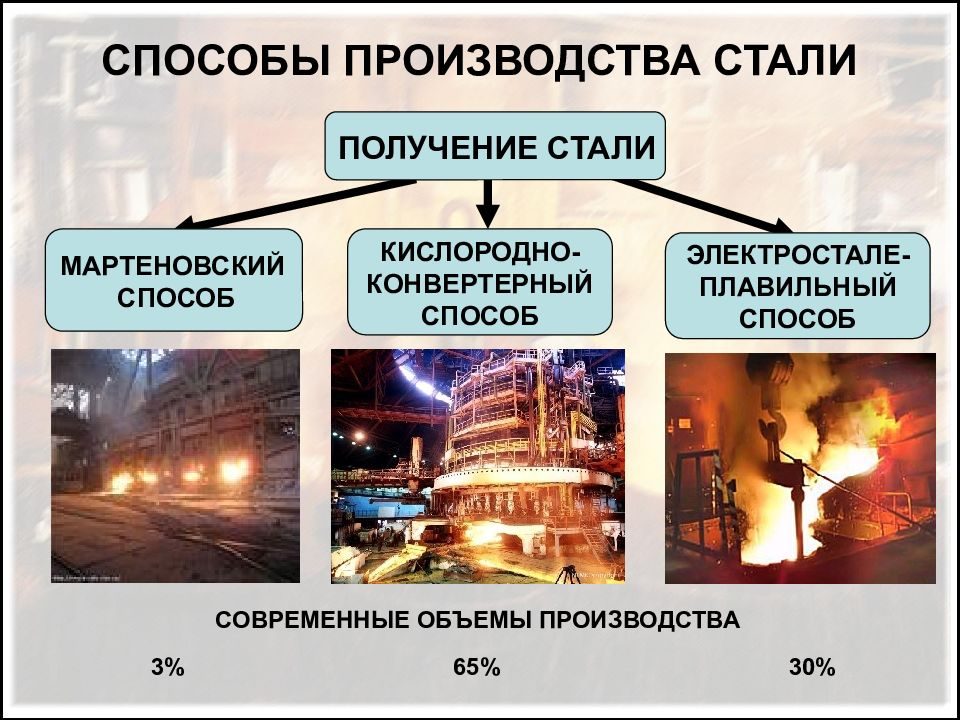 СПОСОБЫ ПРОИЗВОДСТВА СТАЛИ
ПОЛУЧЕНИЕ СТАЛИ
МАРТЕНОВСКИЙ
СПОСОБ
КИСЛОРОДНО-
КОНВЕРТЕРНЫЙ
СПОСОБ
ЭЛЕКТРОСТАЛЕ-
ПЛАВИЛЬНЫЙ
СПОСОБ
СОВРЕМЕННЫЕ ОБЪЕМЫ ПРОИЗВОДСТВА
3% 65% 30%